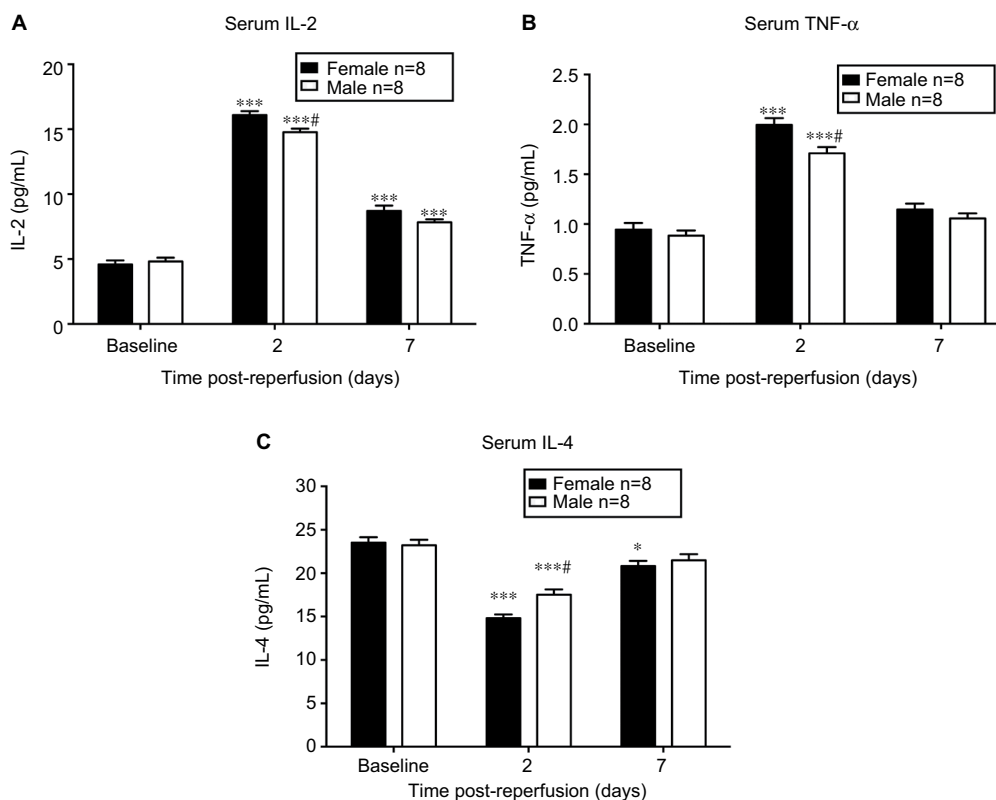 A
Serum IL-2
Female n=8
Male n=8
20
15
10
5
0
IL-2 (pg/mL)
***
***#
***
***
Baseline
2
7
Time post-reperfusion (days)
B
Serum TNF-α
Female n=8
Male n=8
2.5
2.0
1.5
1.0
0.5
0.0
TNF-α (pg/mL)
***
***#
Baseline
2
7
Time post-reperfusion (days)
C
Serum IL-4
Female n=8
Male n=8
30
25
20
15
10
5
0
IL-4 (pg/mL)
***
***#
*
Baseline
2
7
Time post-reperfusion (days)